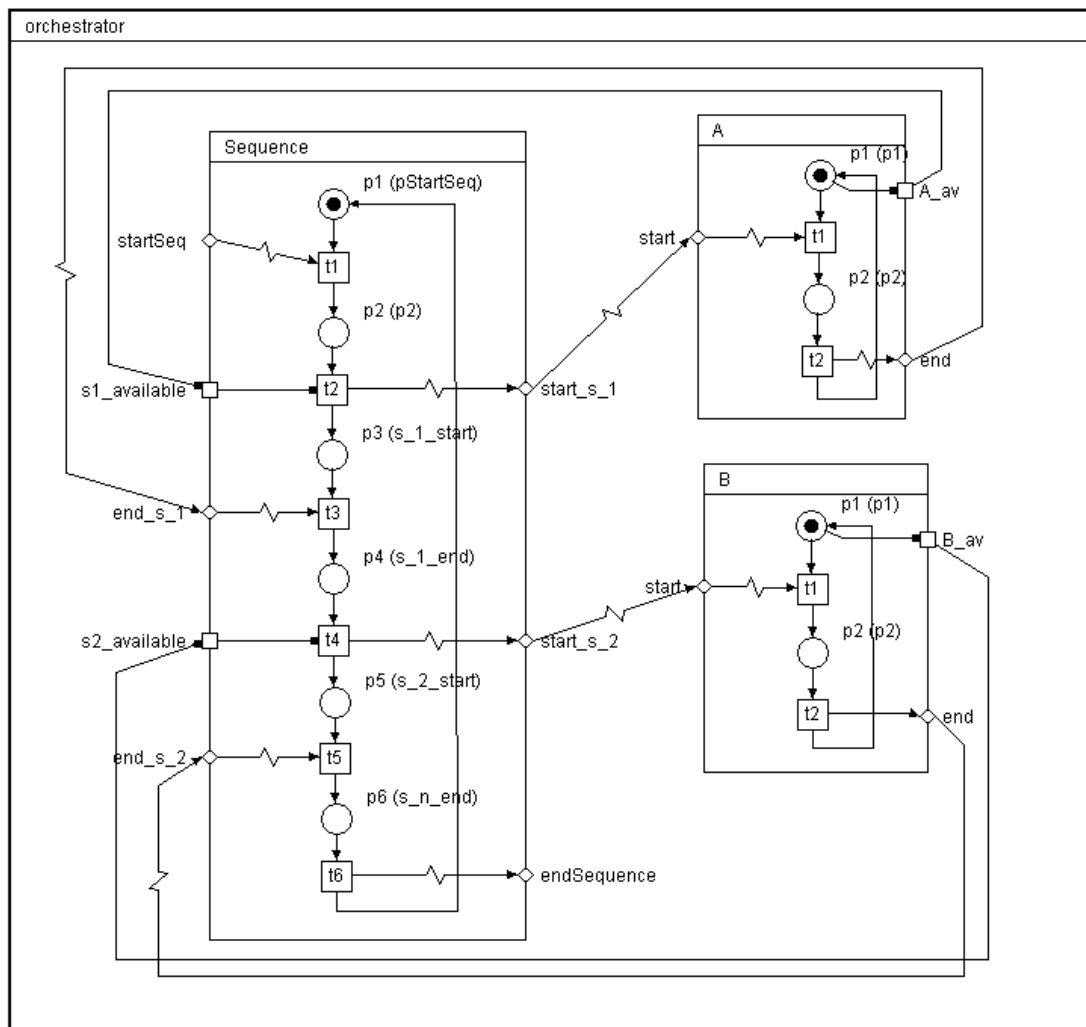 orchestrator
Sequence
p1 (pStartSeq)
startSeq
t1
p2 (p2)
s1_available
t2
start_s_1
p3 (s_1_start)
end_s_1
t3
p4 (s_1_end)
s2_available
t4
start_s_2
p5 (s_2_start)
end_s_2
t5
p6 (s_n_end)
t6
endSequence
A
p1 (p1)
A_av
start
t1
p2 (p2)
t2
end
B
p1 (p1)
B_av
start
t1
p2 (p2)
t2
end